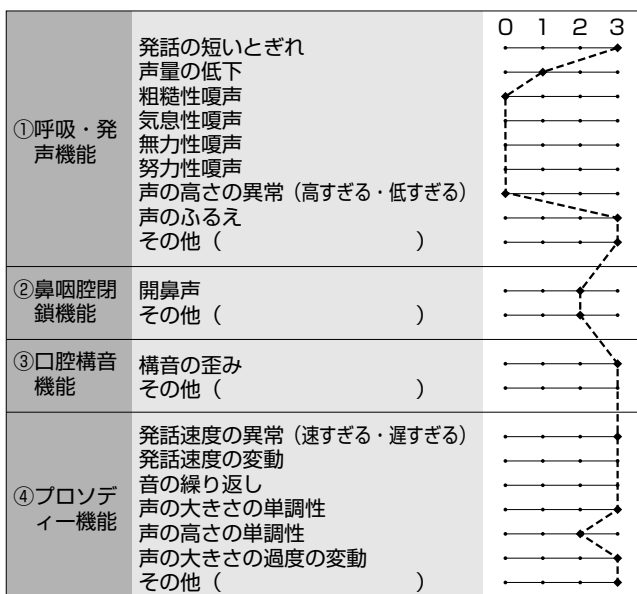 0 1 2 3
①呼吸・発
声機能
発話の短いとぎれ
声量の低下
粗糙性嗄声
気息性嗄声
無力性嗄声
努力性嗄声
声の高さの異常（高すぎる・低すぎる）
声のふるえ
その他（　　　　　　　　）
②鼻咽腔閉
鎖機能
開鼻声
その他（　　　　　　　　）
③口腔構音
機能
構音の歪み
その他（　　　　　　　　）
④プロソデ
ィー機能
発話速度の異常（速すぎる・遅すぎる）
発話速度の変動
音の繰り返し
声の大きさの単調性
声の高さの単調性
声の大きさの過度の変動
その他（　　　　　　　　）